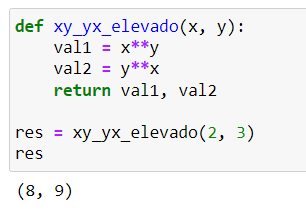 def xy_yx_elevado(x, y):
    val1 = x**y
    val2 = y**x
    return val1, val2
res = xy_yx_elevado(2, 3)
res
(8, 9)